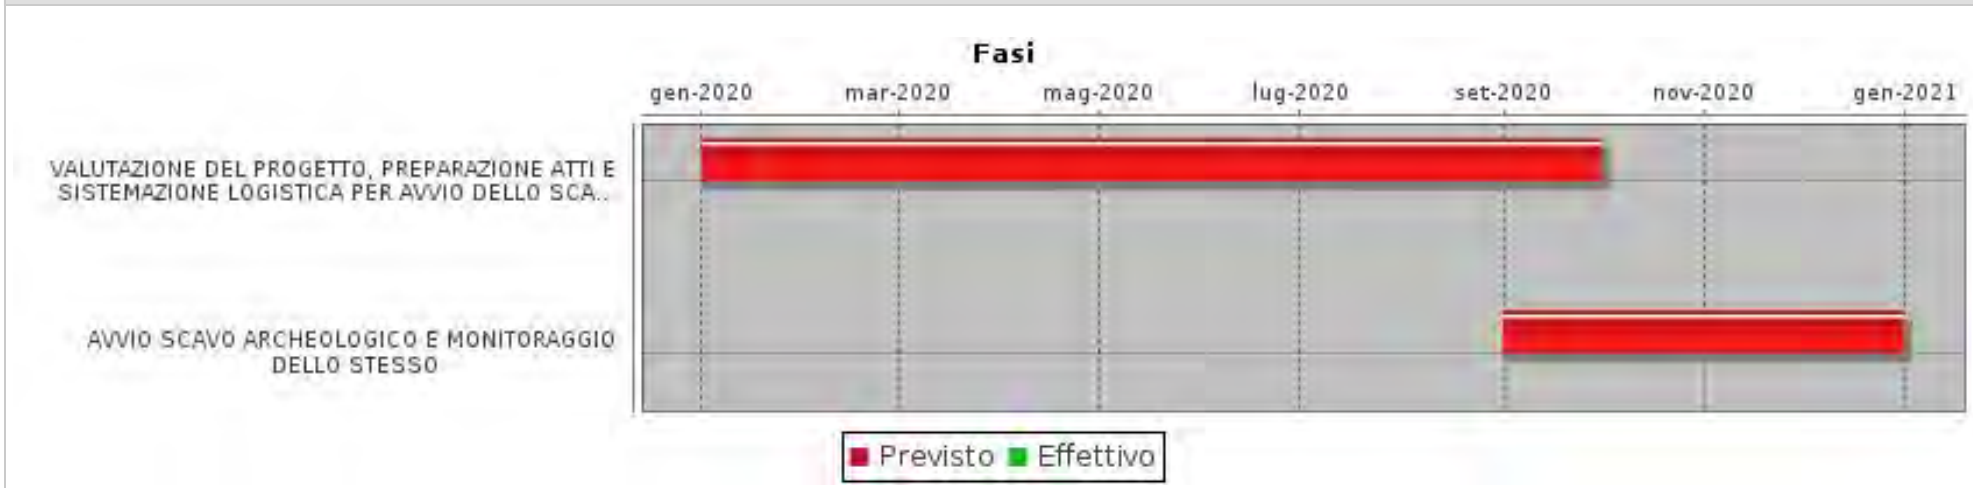 Fasi
gen-2020 mar-2020 mag-2020 lug-2020 set-2020 nov-2020 gen-2021
VALUTAZIONE DEL PROGETTO, PREPARAZIONE ATTI E
SISTEMAZIONE LOGISTICA PER AVVIO DELLO SCA...
AVVIO SCAVO ARCHEOLOGICO E MONITORAGGIO
DELLO STESSO
Previsto Effettivo